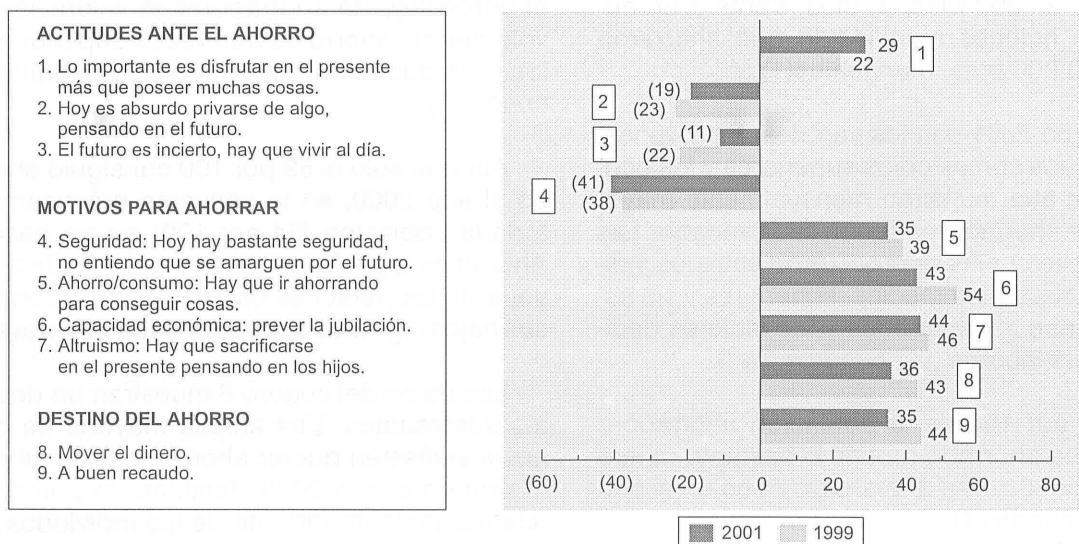 ACTITUDES ANTE EL AHORRO
1. Lo importante es disfrutar en el presente
más que poseer muchas cosas.
2. Hoy es absurdo privarse de algo,
pensando en el futuro.
3. El futuro es incierto, hay que vivir al día.
MOTIVOS PARA AHORRAR
4. Seguridad: Hoy hay bastante seguridad,
no entiendo que se amarguen por el futuro.
5. Ahorro/consumo: Hay que ir ahorrando
para conseguir cosas.
6. Capacidad económica: prever la jubilación.
7. Altruismo: Hay que sacrificarse
en el presente pensando en los hijos.
DESTINO DEL AHORRO
8. Mover el dinero.
9. A buen recaudo.
29
22
1
(19)
(23)
2
(11)
(22)
3
(41)
(38)
4
35
39
5
43
54
6
44
46
7
36
43
8
35
44
9
(60) (40) (20) 0 20 40 60 80
2001 1999